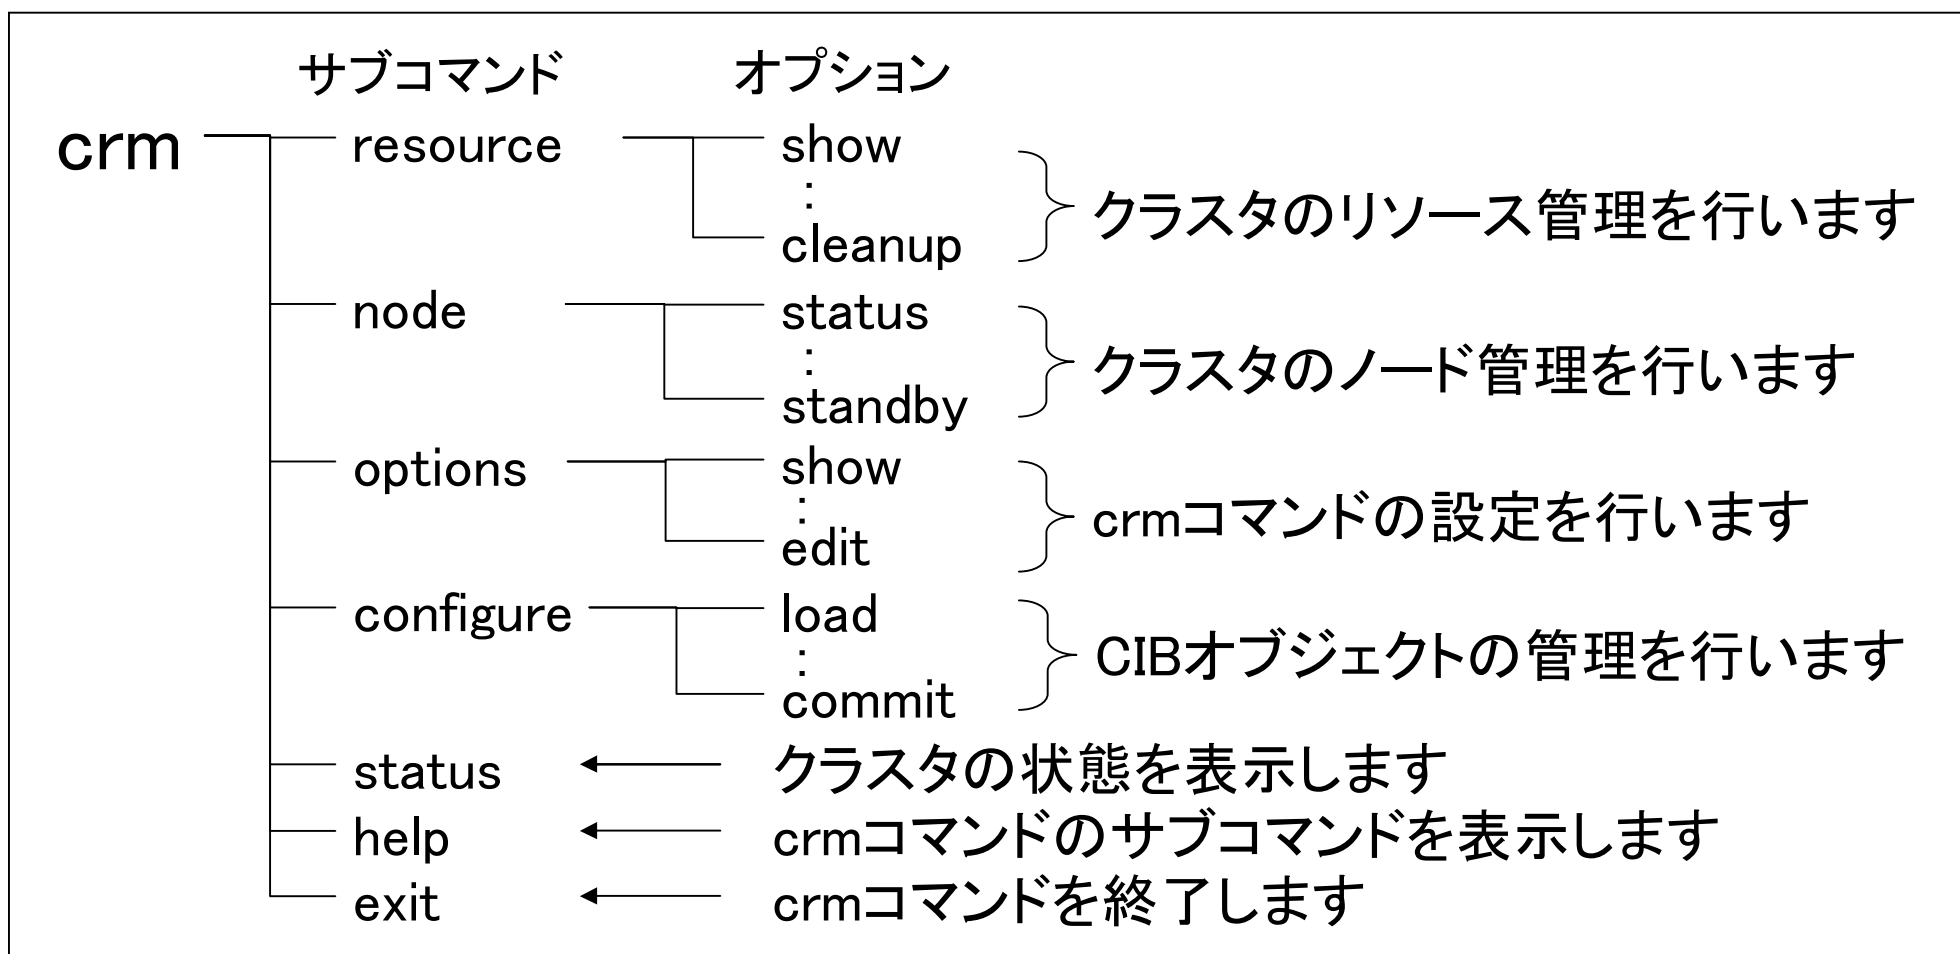 サブコマンド オプション
crm resource show
:
cleanup
クラスタのリソース管理を行います
node status
:
standby
クラスタのノード管理を行います
options show
:
edit
crmコマンドの設定を行います
configure load
:
commit
CIBオブジェクトの管理を行います
status クラスタの状態を表示します
help crmコマンドのサブコマンドを表示します
exit crmコマンドを終了します